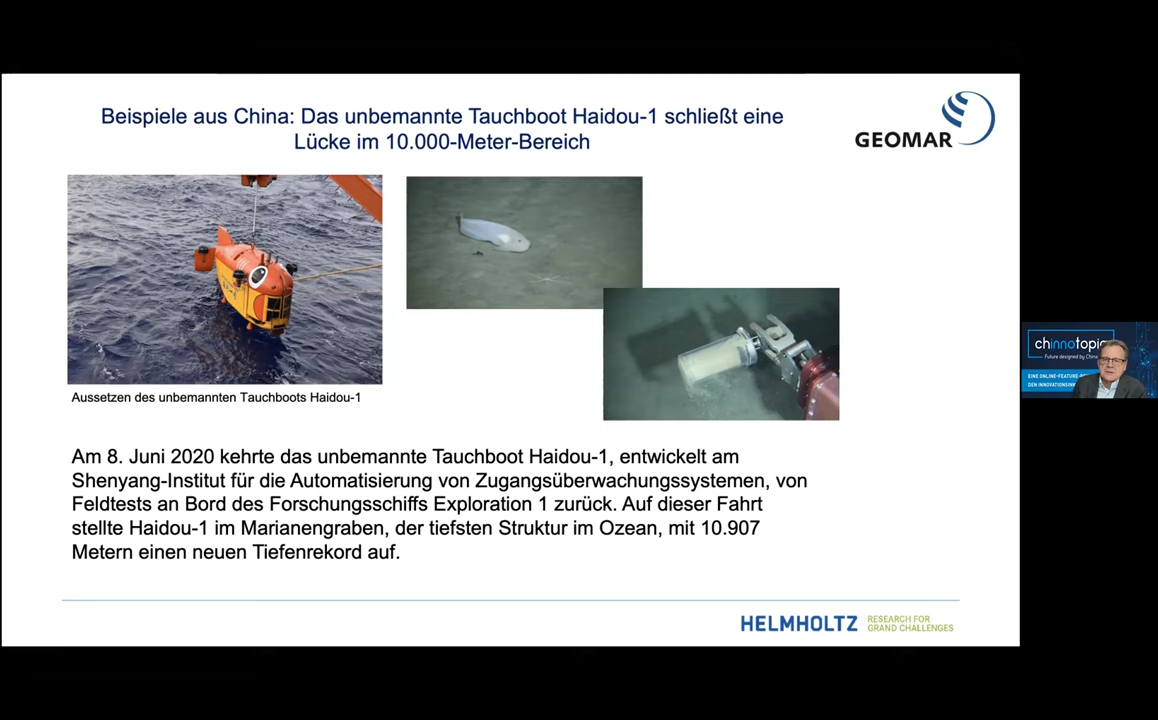 Beispiele aus China: Das unbemannte Tauchboot Haidou-1 schließt eine
Lücke im 10.000-Meter-Bereich
GEOMAR
Aussetzen des unbemannten Tauchboots Haidou-1
Am 8. Juni 2020 kehrte das unbemannte Tauchboot Haidou-1, entwickelt am
Shenyang-Institut für die Automatisierung von Zugangsüberwachungssystemen, von
Feldtests an Bord des Forschungsschiffs Exploration 1 zurück. Auf dieser Fahrt
stellte Haidou-1 im Marianengraben, der tiefsten Struktur im Ozean, mit 10.907
Metern einen neuen Tiefenrekord auf.
HELMHOLTZ
RESEARCH FOR
GRAND CHALLENGES
chinnotopia
Future designed by China
EINE ONLINE-FEATURE-
DEN